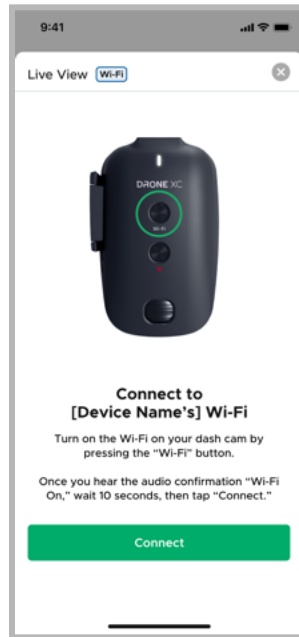 9:41
Live View Wi-Fi
DRONE XC
Wi-Fi
Connect to
[Device Name's] Wi-Fi
Turn on the Wi-Fi on your dash cam by
pressing the “Wi-Fi” button.
Once you hear the audio confirmation “Wi-Fi
On,” wait 10 seconds, then tap “Connect.”
Connect